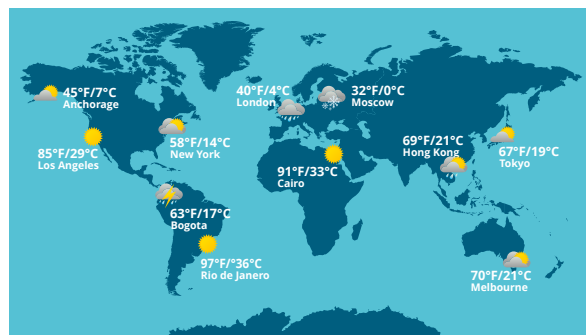 45°F/7°C
Anchorage
40°F/4°C
London
32°F/0°C
Moscow
58°F/14°C
New York
85°F/29°C
Los Angeles
69°F/21°C
Hong Kong
67°F/19°C
Tokyo
91°F/33°C
Cairo
63°F/17°C
Bogota
97°F/°36°C
Rio de Janero
70°F/21°C
Melbourne